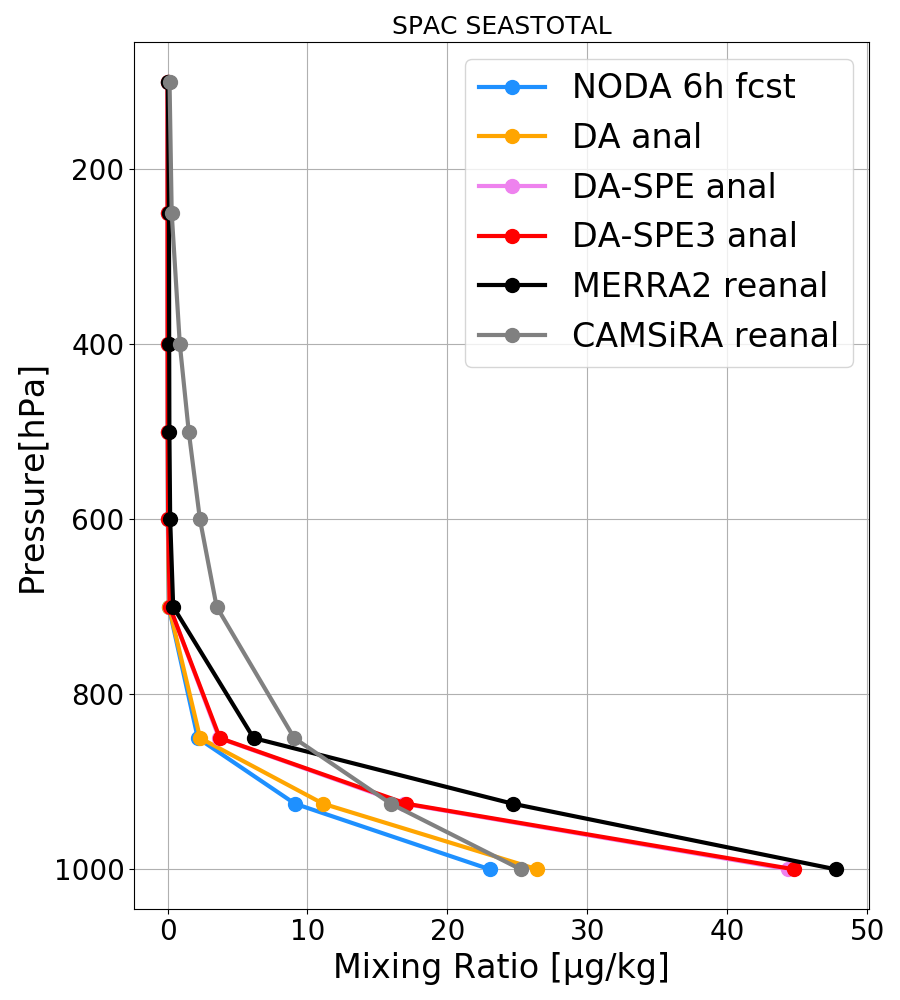 SPAC SEASTOTAL
NODA 6h fcst
DA anal
DA-SPE anal
DA-SPE3 anal
MERRA2 reanal
CAMSiRA reanal
200
400
600
800
1000
Pressure[hPa]
0 10 20 30 40 50
Mixing Ratio [μg/kg]